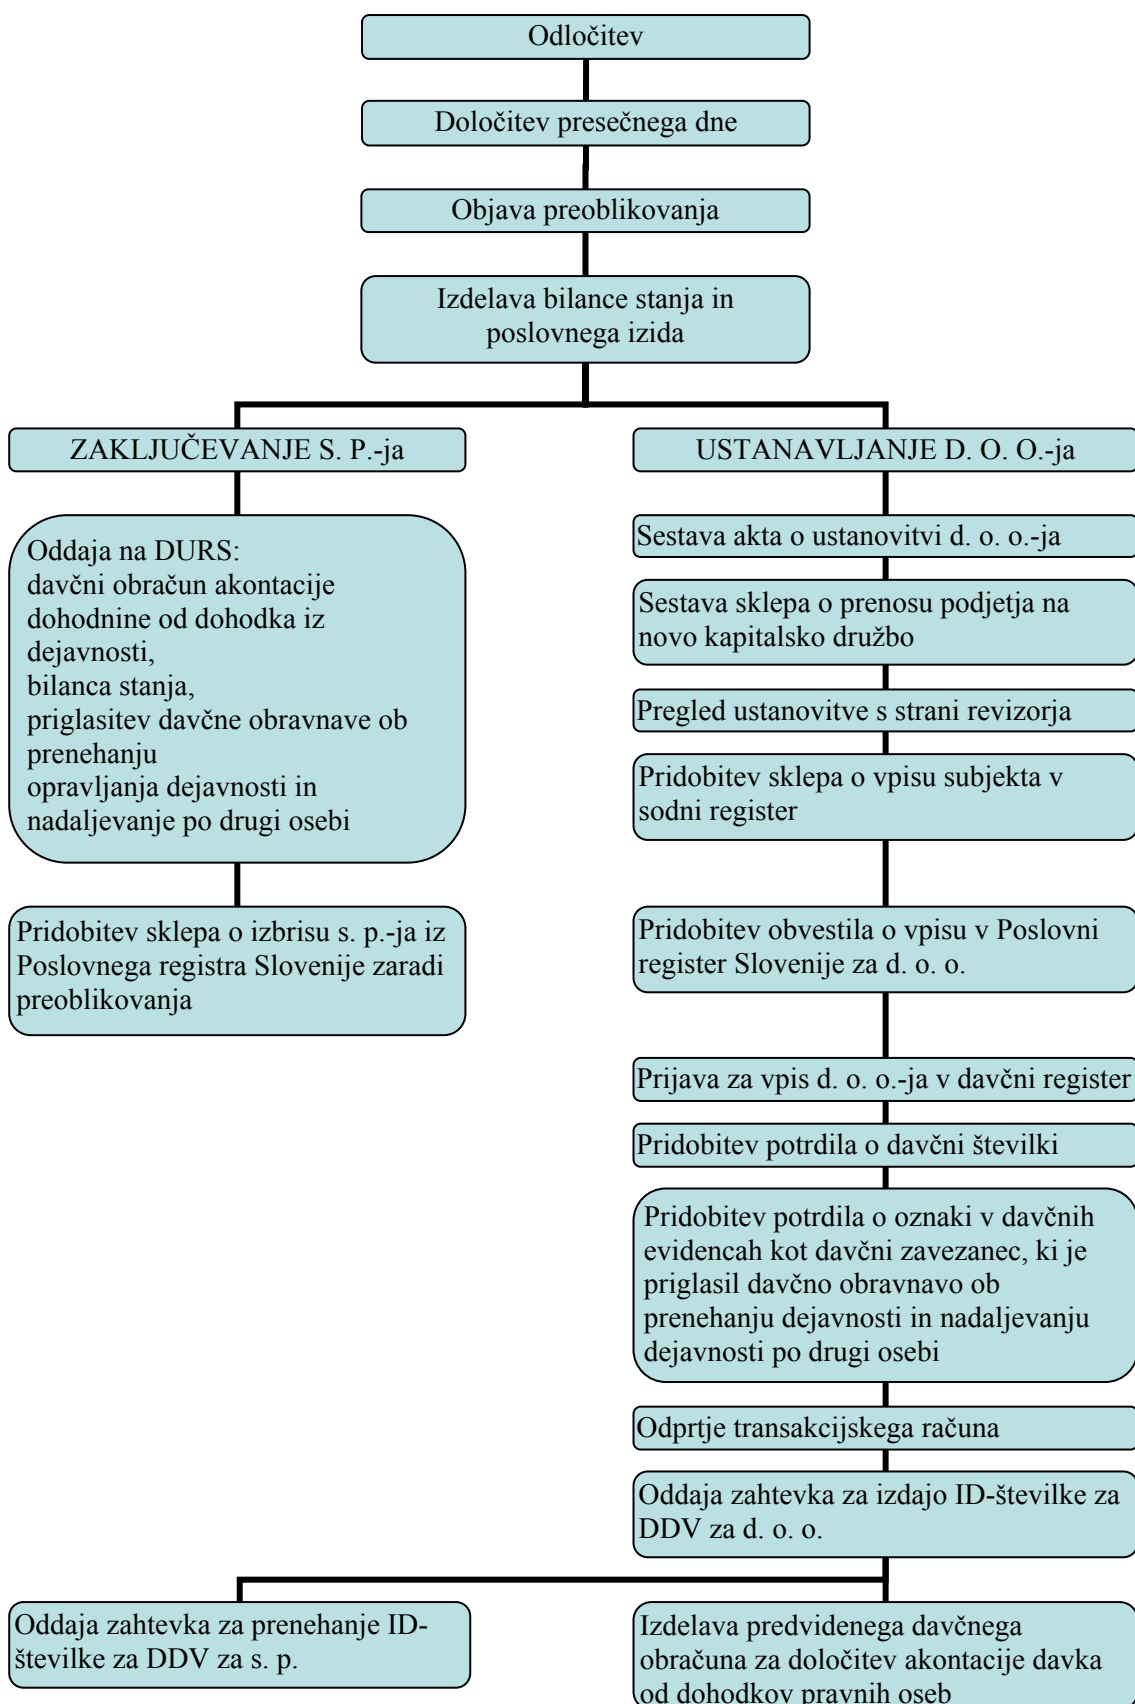 Odločitev
Določitev presečnega dne
Objava preoblikovanja
Izdelava bilance stanja in
poslovnega izida
ZAKLJUČEVANJE S. P.-ja
Oddaja na DURS:
davčni obračun akontacije
dohodnine od dohodka iz
dejavnosti,
bilanca stanja,
priglasitev davčne obravnave ob
prenehanju
opravljanja dejavnosti in
nadaljevanje po drugi osebi
Pridobitev sklepa o izbrisu s. p.-ja iz
Poslovnega registra Slovenije zaradi
preoblikovanja
USTANAVLJANJE D. O. O.-ja
Sestava akta o ustanovitvi d. o. o.-ja
Sestava sklepa o prenosu podjetja na
novo kapitalsko družbo
Pregled ustanovitve s strani revizorja
Pridobitev sklepa o vpisu subjekta v
sodni register
Pridobitev obvestila o vpisu v Poslovni
register Slovenije za d. o. o.
Prijava za vpis d. o. o.-ja v davčni register
Pridobitev potrdila o davčni številki
Pridobitev potrdila o oznaki v davčnih
evidencah kot davčni zavezanec, ki je
priglasil davčno obravnavo ob
prenehanju dejavnosti in nadaljevanju
dejavnosti po drugi osebi
Odprtje transakcijskega računa
Oddaja zahtevka za izdajo ID-številke za
DDV za d. o. o.
Oddaja zahtevka za prenehanje ID-
številke za DDV za s. p.
Izdelava predvidenega davčnega
obračuna za določitev akontacije davka
od dohodkov pravnih oseb